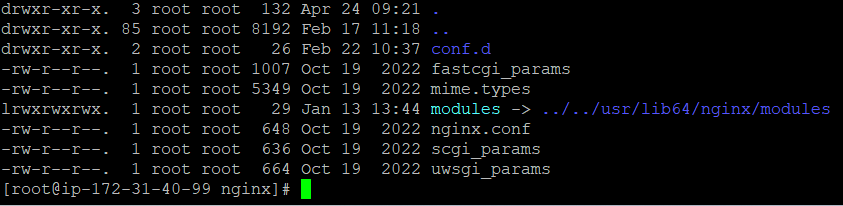 drwxr-xr-x.  3 root root  132 Apr 24 09:21 .
drwxr-xr-x. 85 root root 8192 Feb 17 11:18 ..
drwxr-xr-x.  2 root root   26 Feb 22 10:37 conf.d
-rw-r--r--.  1 root root 1007 Oct 19  2022 fastcgi_params
-rw-r--r--.  1 root root 5349 Oct 19  2022 mime.types
lrwxrwxrwx.  1 root root   29 Jan 13 13:44 modules -> ../../usr/lib64/nginx/modules
-rw-r--r--.  1 root root  648 Oct 19  2022 nginx.conf
-rw-r--r--.  1 root root  636 Oct 19  2022 scgi_params
-rw-r--r--.  1 root root  664 Oct 19  2022 uwsgi_params
[root@ip-172-31-40-99 nginx]#